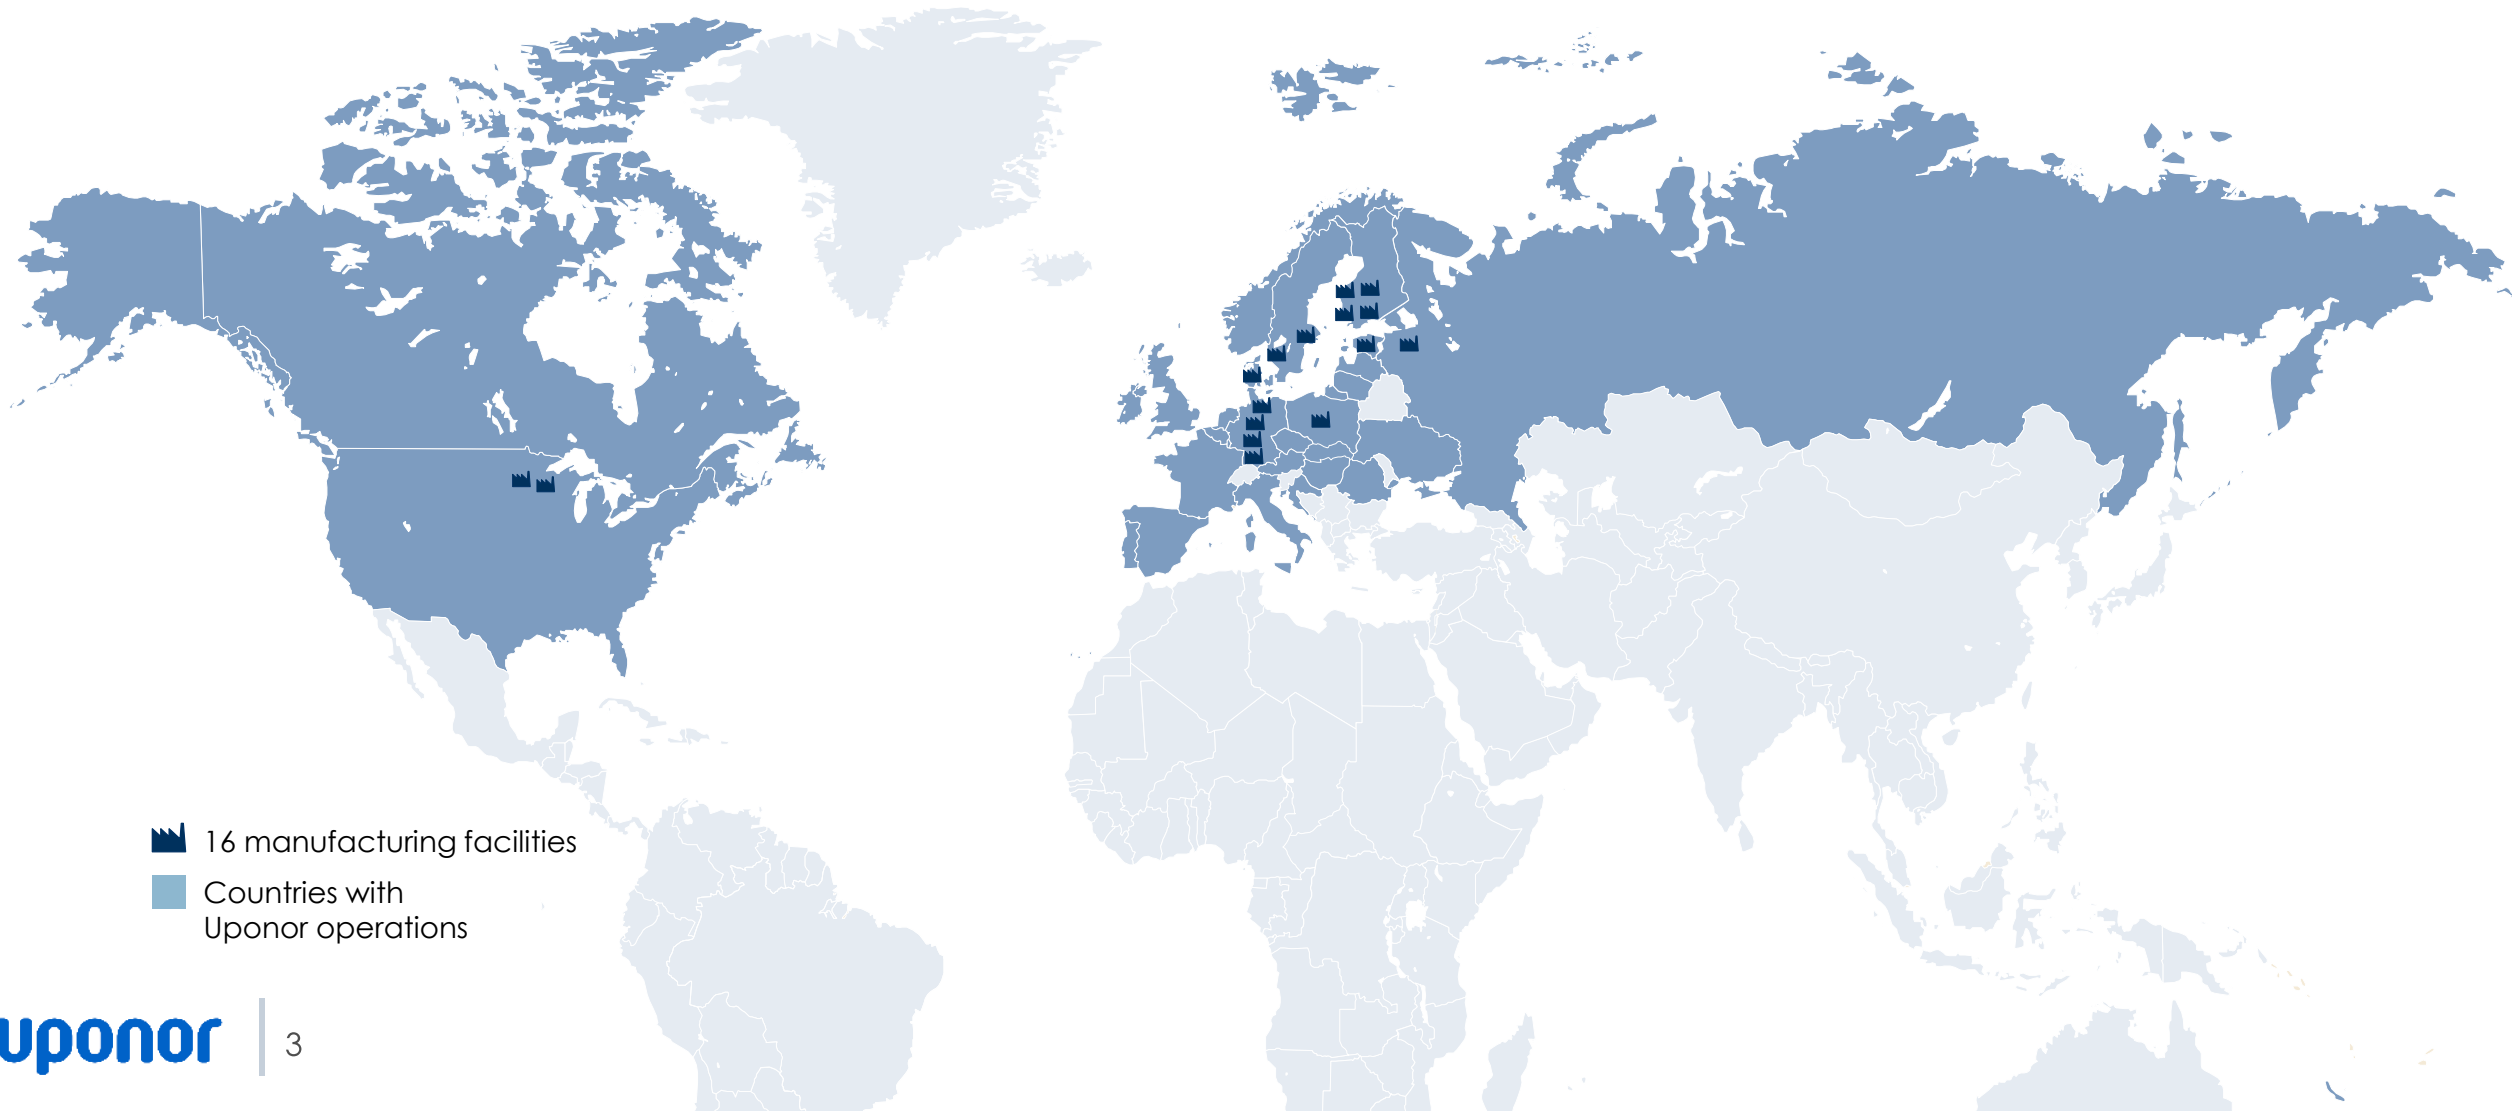 16 manufacturing facilities
Countries with
Uponor operations
uponor
3